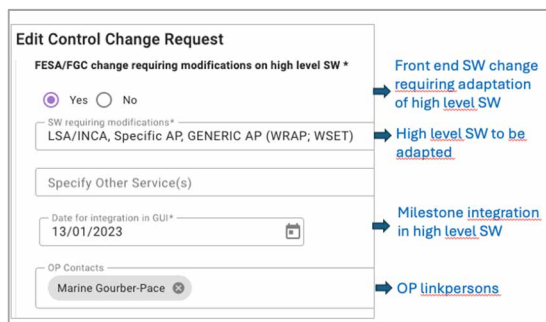 Edit Control Change Request
FESA/FGC change requiring modifications on high level SW *
Yes
No
SW requiring modifications*
LSA/INCA, Specific AP, GENERIC AP (WRAP; WSET)
Specify Other Service(s)
Date for integration in GUI*
13/01/2023
OP Contacts
Marine Gourber-Pace
Front end SW change
requiring adaptation
of high level SW
High level SW to be
adapted
Milestone integration
in high level SW
OP linkpersons